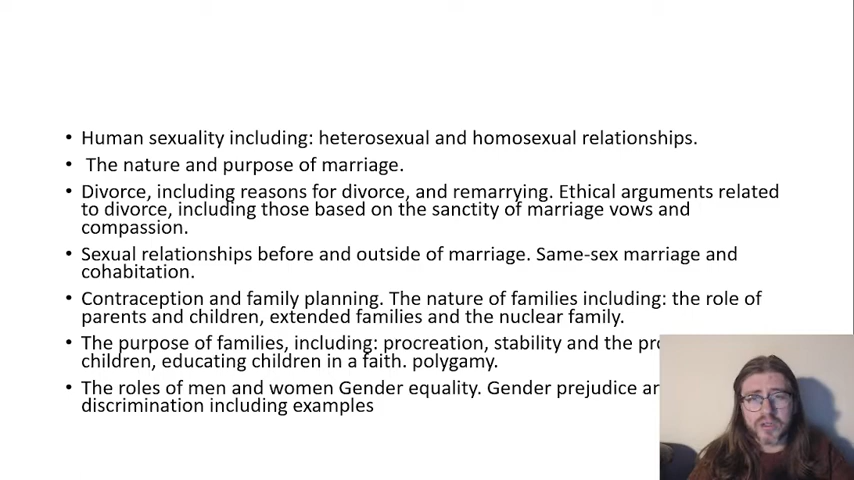 • Human sexuality including: heterosexual and homosexual relationships.
• The nature and purpose of marriage.
• Divorce, including reasons for divorce, and remarrying. Ethical arguments related
to divorce, including those based on the sanctity of marriage vows and
compassion.
• Sexual relationships before and outside of marriage. Same-sex marriage and
cohabitation.
• Contraception and family planning. The nature of families including: the role of
parents and children, extended families and the nuclear family.
• The purpose of families, including: procreation, stability and the
children, educating children in a faith. polygamy.
• The roles of men and women Gender equality. Gender prejudice
discrimination including examples